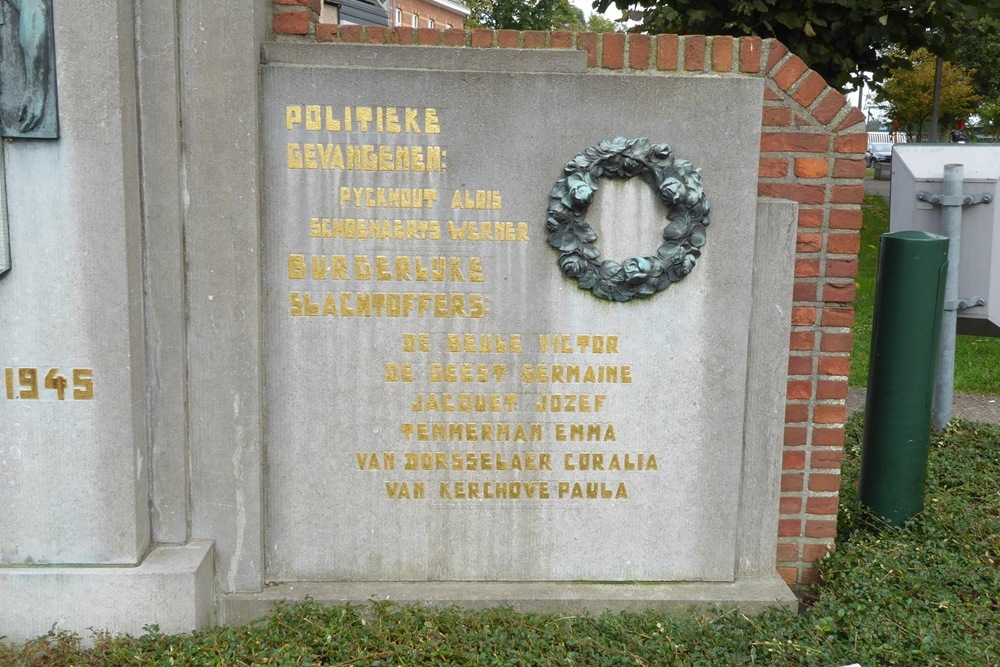 1945
POLITIEKE
GEVANGENEN:
PYCKHOUT ALOIS
SCHOENAERTS WERNER
BURGERLYKE
SLACHTOFFERS:
DE BEULE VICTOR
DE GEEST GERMAINE
JACQUET JOZEF
TEMMERMAN EMMA
VAN DORSSELAER CORALIA
VAN KERCHOVE PAULA